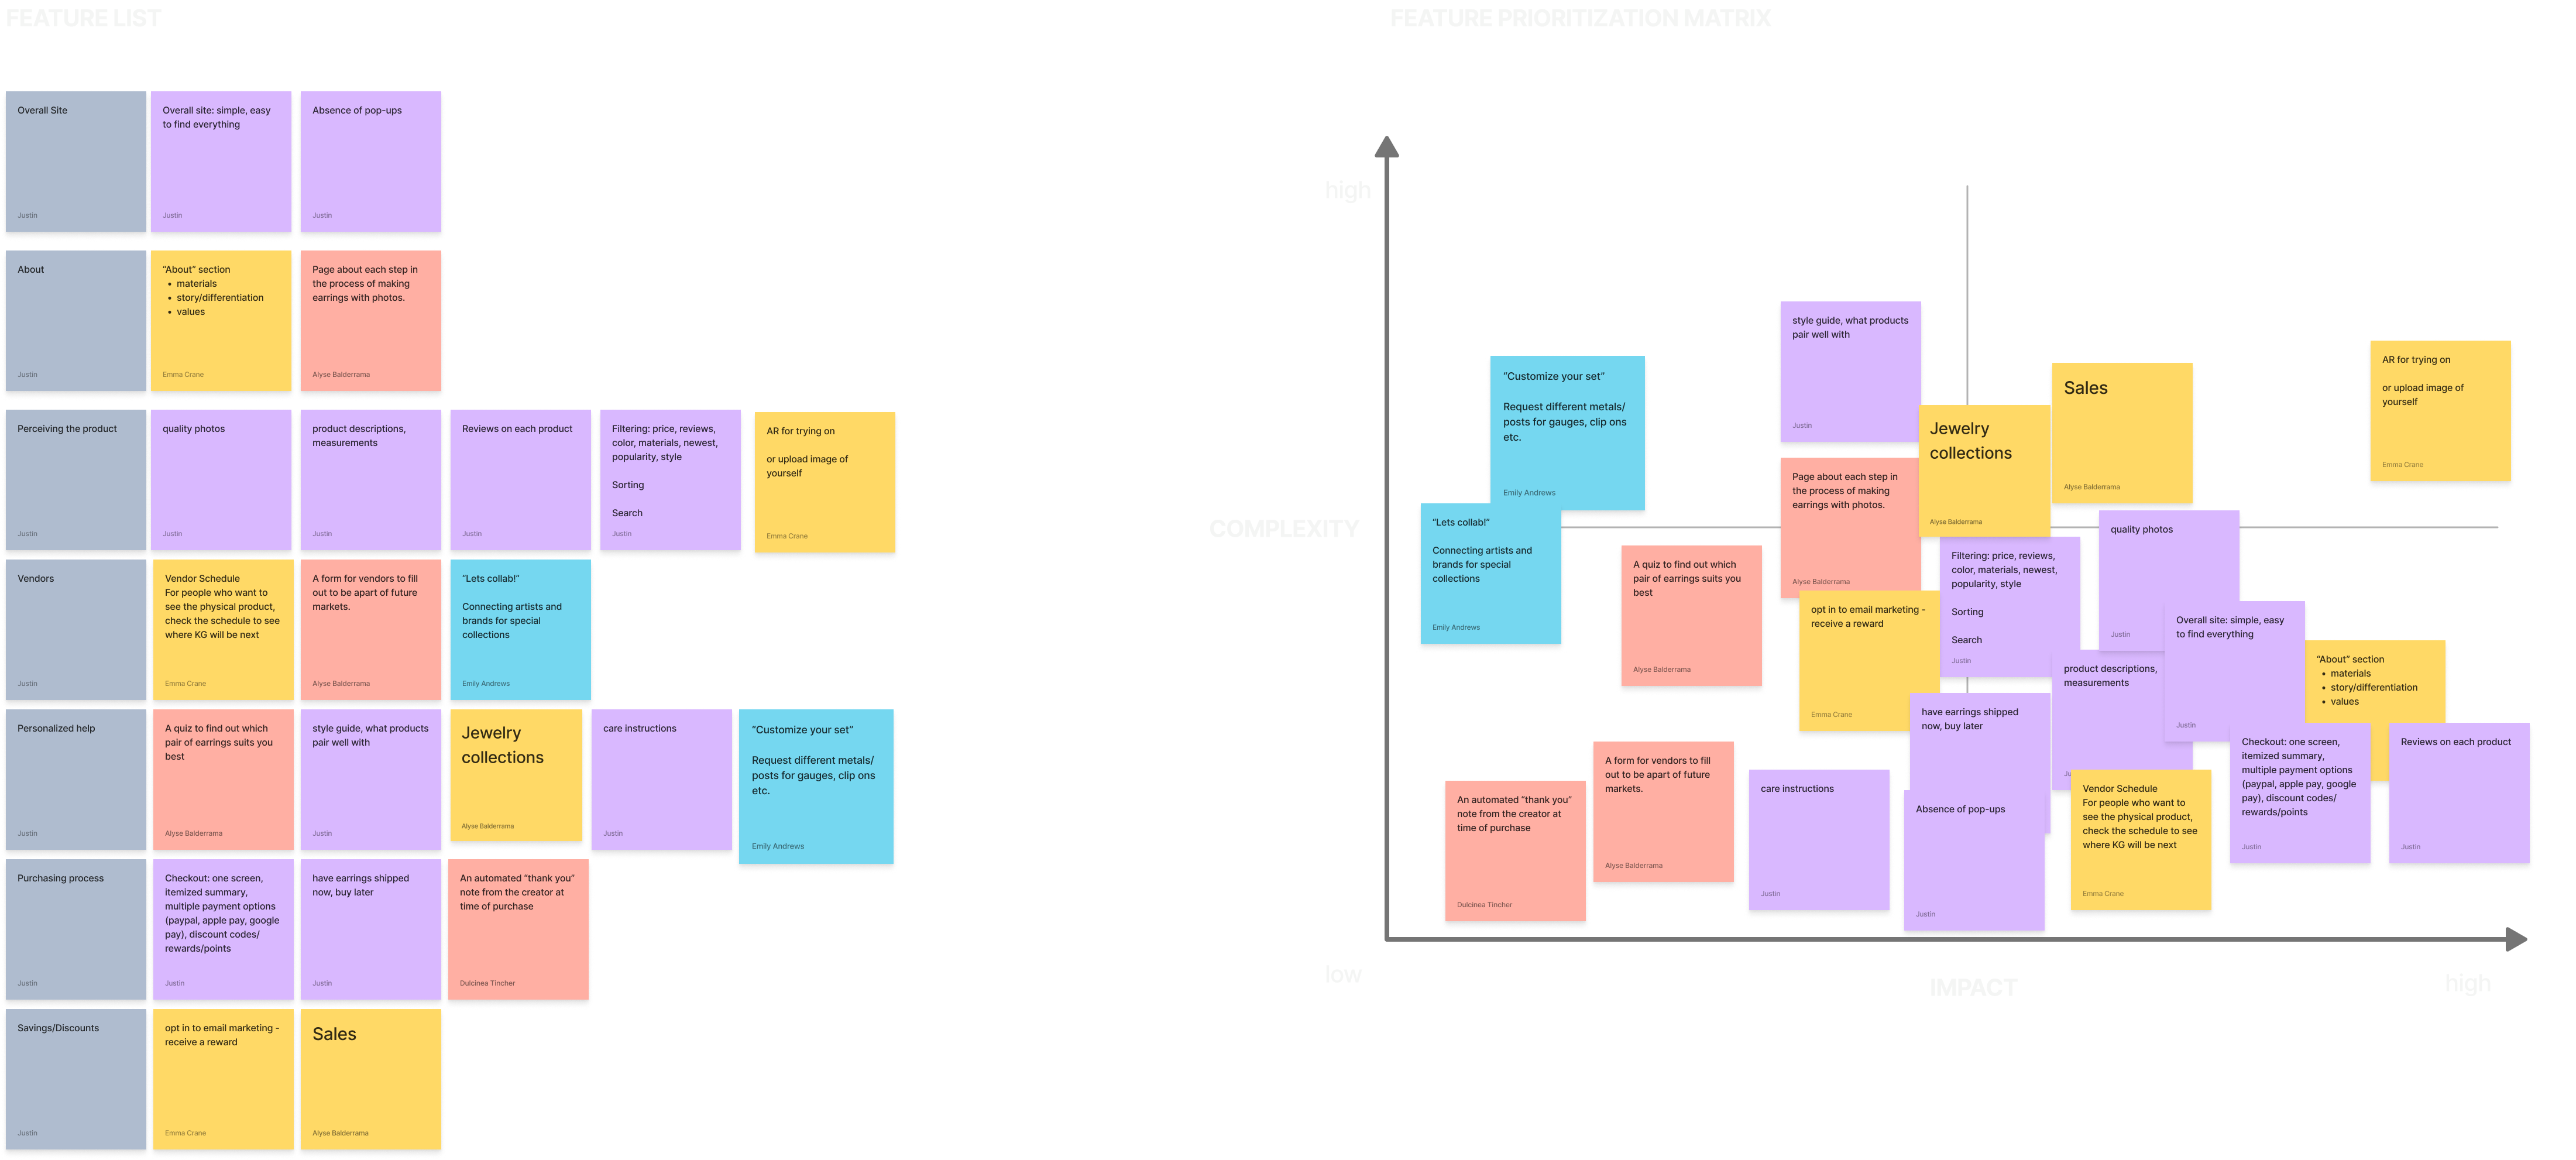 FEATURE LIST
Overall Site
Justin
Overall site: simple, easy
to find everything
Justin
Absence of pop-ups
Justin
About
Justin
“About” section
• materials
• story/differentiation
• values
Emma Crane
Page about each step in
the process of making
earrings with photos.
Alyse Balderrama
Perceiving the product
Justin
quality photos
Justin
product descriptions,
measurements
Justin
Reviews on each product
Justin
Filtering: price, reviews,
color, materials, newest,
popularity, style
Sorting
Search
Justin
AR for trying on
or upload image of
yourself
Emma Crane
Vendors
Justin
Vendor Schedule
For people who want to
see the physical product,
check the schedule to see
where KG will be next
Emma Crane
A form for vendors to fill
out to be apart of future
markets.
Alyse Balderrama
“Lets collab!”
Connecting artists and
brands for special
collections
Emily Andrews
Personalized help
Justin
A quiz to find out which
pair of earrings suits you
best
Alyse Balderrama
style guide, what products
pair well with
Justin
Jewelry
collections
Alyse Balderrama
care instructions
Justin
“Customize your set”
Request different metals/
posts for gauges, clip ons
etc.
Emily Andrews
Purchasing process
Justin
Checkout: one screen,
itemized summary,
multiple payment options
(paypal, apple pay, google
pay), discount codes/
rewards/points
Justin
have earrings shipped
now, buy later
Justin
An automated “thank you”
note from the creator at
time of purchase
Dulcinea Tincher
Savings/Discounts
Justin
opt in to email marketing -
receive a reward
Emma Crane
Sales
Alyse Balderrama
FEATURE PRIORITIZATION MATRIX
high
COMPLEXITY
low
IMPACT
high
“Customize your set”
Request different metals/
posts for gauges, clip ons
etc.
Emily Andrews
“Lets collab!”
Connecting artists and
brands for special
collections
Emily Andrews
style guide, what products
pair well with
Justin
Page about each step in
the process of making
earrings with photos.
Alyse Balderrama
Jewelry
collections
Alyse Balderrama
Sales
Alyse Balderrama
AR for trying on
or upload image of
yourself
Emma Crane
A quiz to find out which
pair of earrings suits you
best
Alyse Balderrama
opt in to email marketing -
receive a reward
Emma Crane
Filtering: price, reviews,
color, materials, newest,
popularity, style
Sorting
Search
Justin
quality photos
Justin
Overall site: simple, easy
to find everything
Justin
product descriptions,
measurements
Ju
“About” section
• materials
• story/differentiation
• values
have earrings shipped
now, buy later
Checkout: one screen,
itemized summary,
multiple payment options
(paypal, apple pay, google
pay), discount codes/
rewards/points
Justin
Reviews on each product
Justin
An automated “thank you”
note from the creator at
time of purchase
Dulcinea Tincher
A form for vendors to fill
out to be apart of future
markets.
Alyse Balderrama
care instructions
Justin
Absence of pop-ups
Justin
Vendor Schedule
For people who want to
see the physical product,
check the schedule to see
where KG will be next
Emma Crane